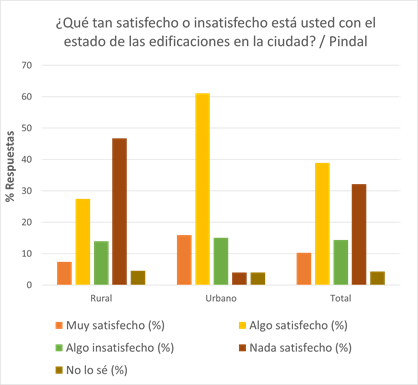 ¿Qué tan satisfecho o insatisfecho está usted con el
estado de las edificaciones en la ciudad? / Pindal
% Respuestas
70
60
50
40
30
20
10
0
Rural
Urbano
Total
Muy satisfecho (%)
Algo satisfecho (%)
Algo insatisfecho (%)
Nada satisfecho (%)
No lo sé (%)